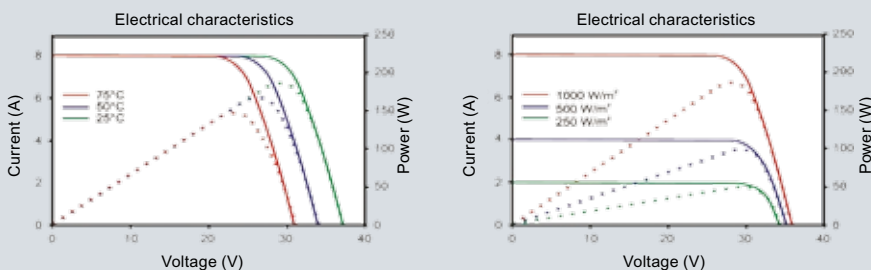 Electrical characteristics
250
200
150
100
50
0
8
6
4
2
0
75°C
50°C
25°C
0
10
20
30
40
Current (A)
Power (W)
Voltage (V)
Electrical characteristics
250
200
150
100
50
0
8
6
4
2
0
1000 W/m²
500 W/m²
250 W/m²
0
10
20
30
40
Current (A)
Power (W)
Voltage (V)